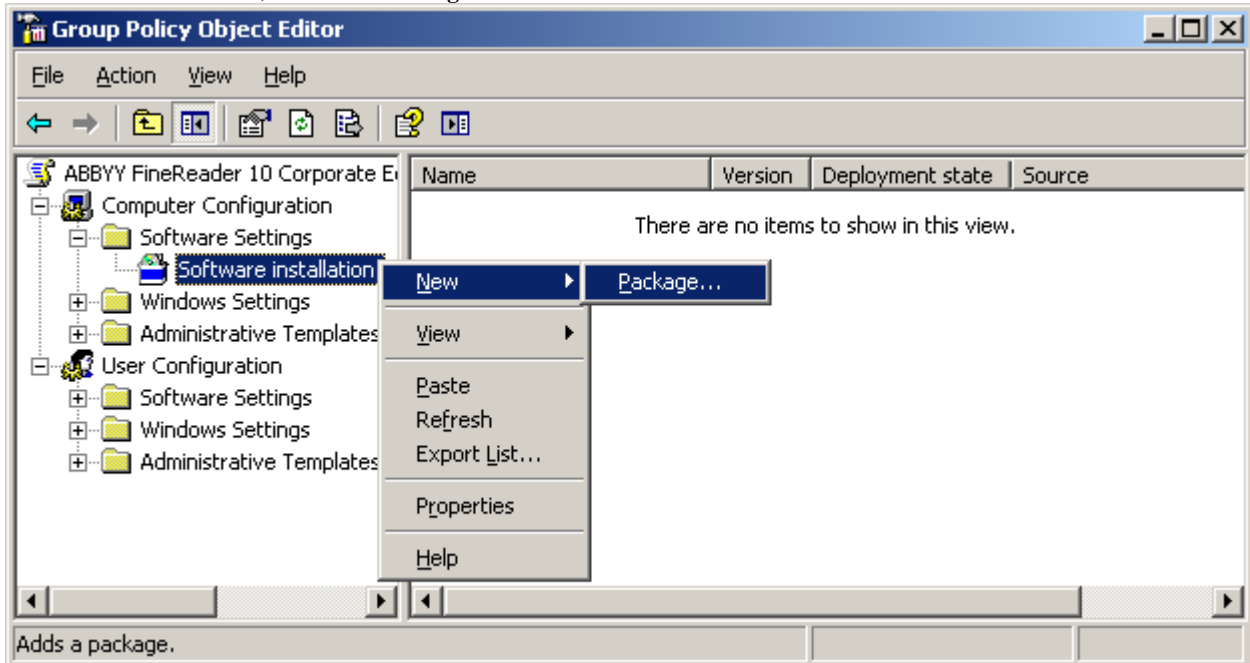 Group Policy Object Editor
File Action View Help
ABBYY FineReader 10 Corporate
Computer Configuration
Software Settings
Software installation
Windows Settings
Administrative Templates
User Configuration
Software Settings
Windows Settings
Administrative Templates
Name Version Deployment state Source
There are no items to show in this view.
New
Package...
View
Paste
Refresh
Export List...
Properties
Help
Adds a package.